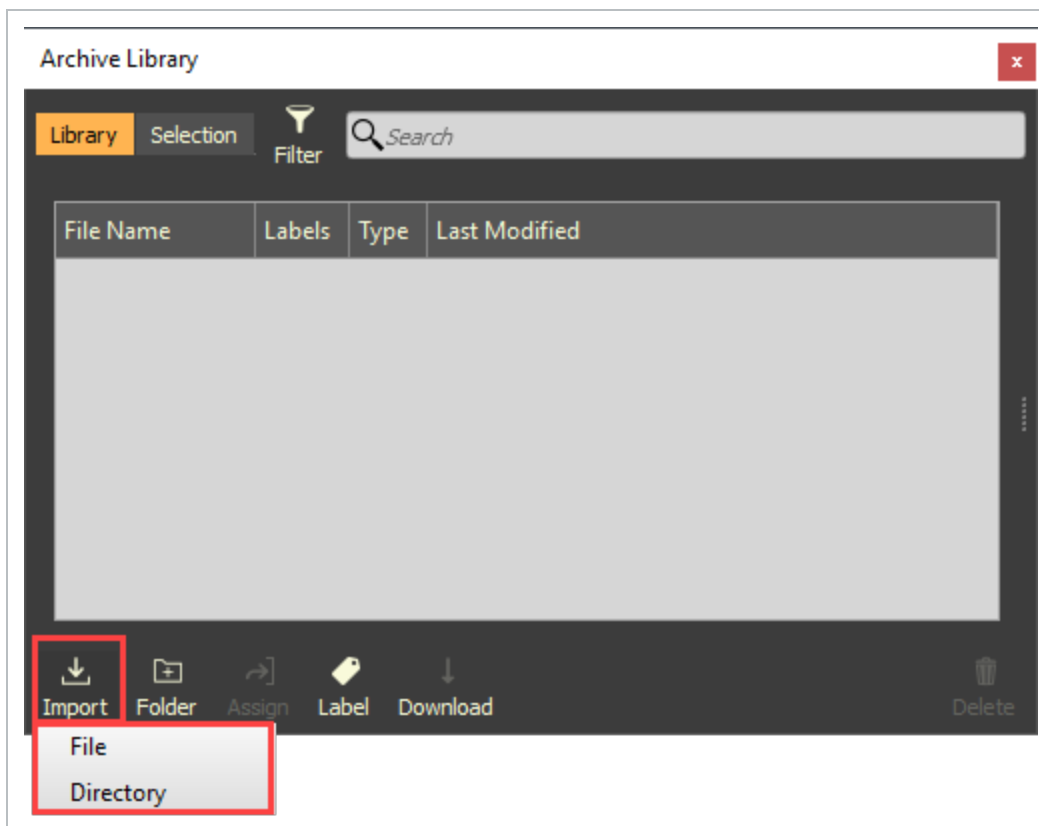 Archive Library
x
Library Selection Filter Search
File Name Labels Type Last Modified
Import Folder Assign Label Download Delete
File
Directory